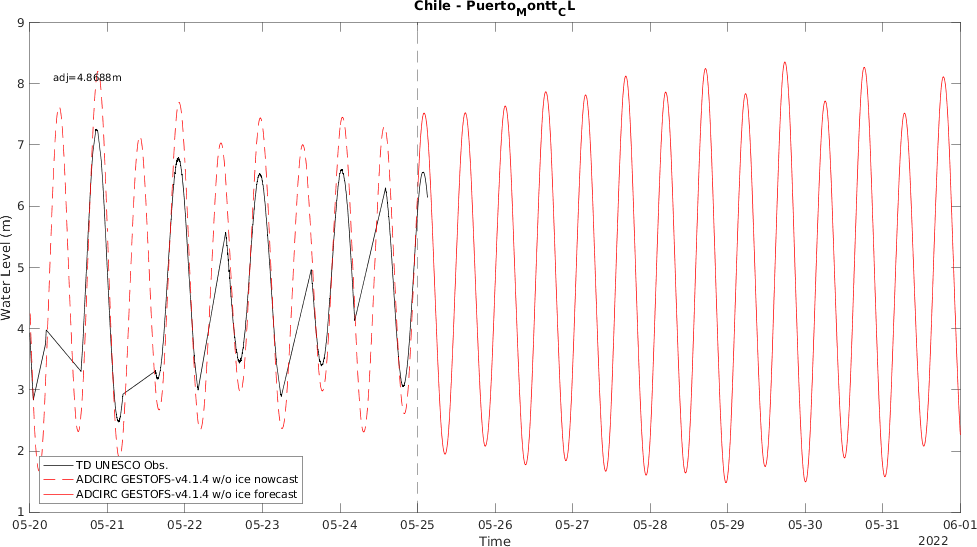 Chile - PuertoMonttCL
adj=4.8688m
9
8
7
6
5
4
3
2
1
Water Level (m)
TD UNESCO Obs.
ADCIRC GESTOFS-v4.1.4 w/o ice nowcast
ADCIRC GESTOFS-v4.1.4 w/o ice forecast
05-20 05-21 05-22 05-23 05-24 05-25 05-26 05-27 05-28 05-29 05-30 05-31 06-01
Time
2022